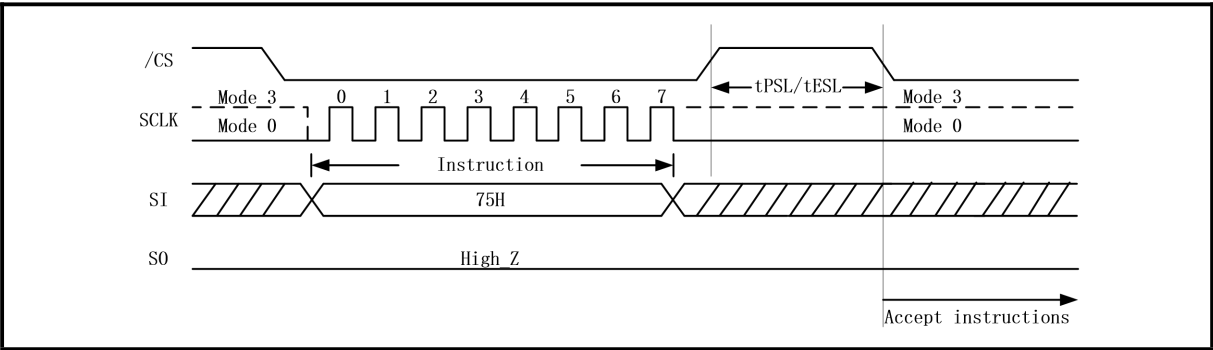 /CS
tPSL/tESL
Mode 3 0 1 2 3 4 5 6 7 Mode 3
SCLK
Mode 0 Mode 0
Instruction
SI 75H
SO High_Z
Accept instructions